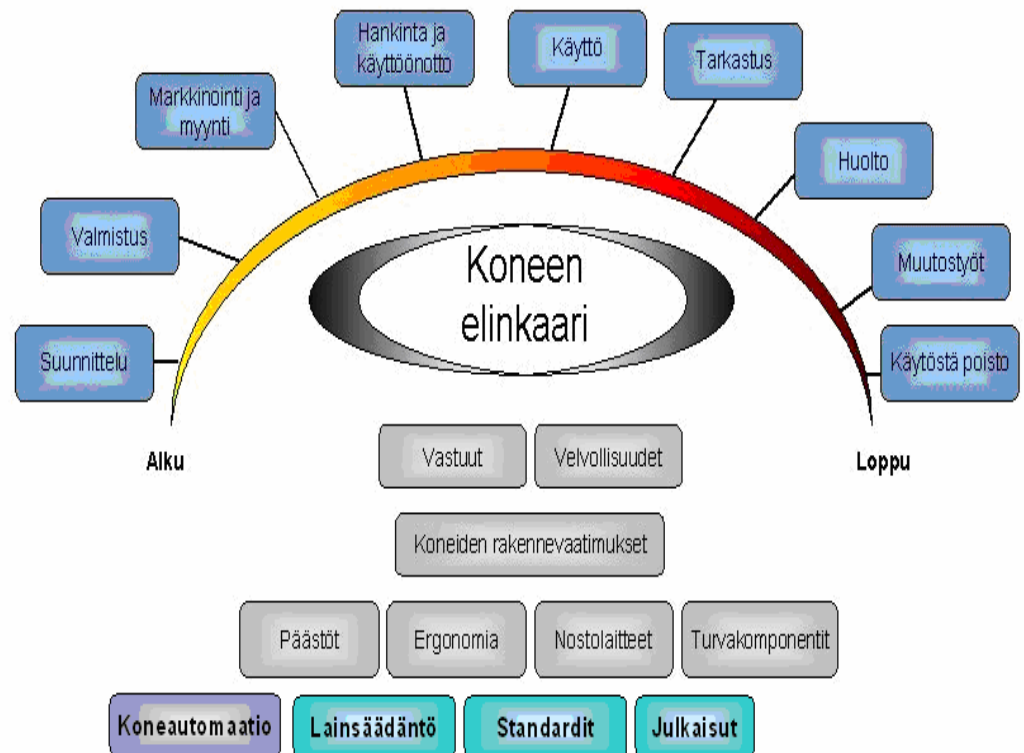 Hankinta ja
käyttöönotto
Käyttö
Tarkastus
Markkinointi ja
myynti
Huolto
Valmistus
Muutostyöt
Suunnittelu
Käytöstä poisto
Koneen
elinkaari
Alku
Loppu
Vastuut
Velvollisuudet
Koneiden rakennevaatimukset
Päästöt
Ergonomia
Nostolaitteet
Turvakomponentit
Koneautomaatio
Lainsäädäntö
Standardit
Julkaisut